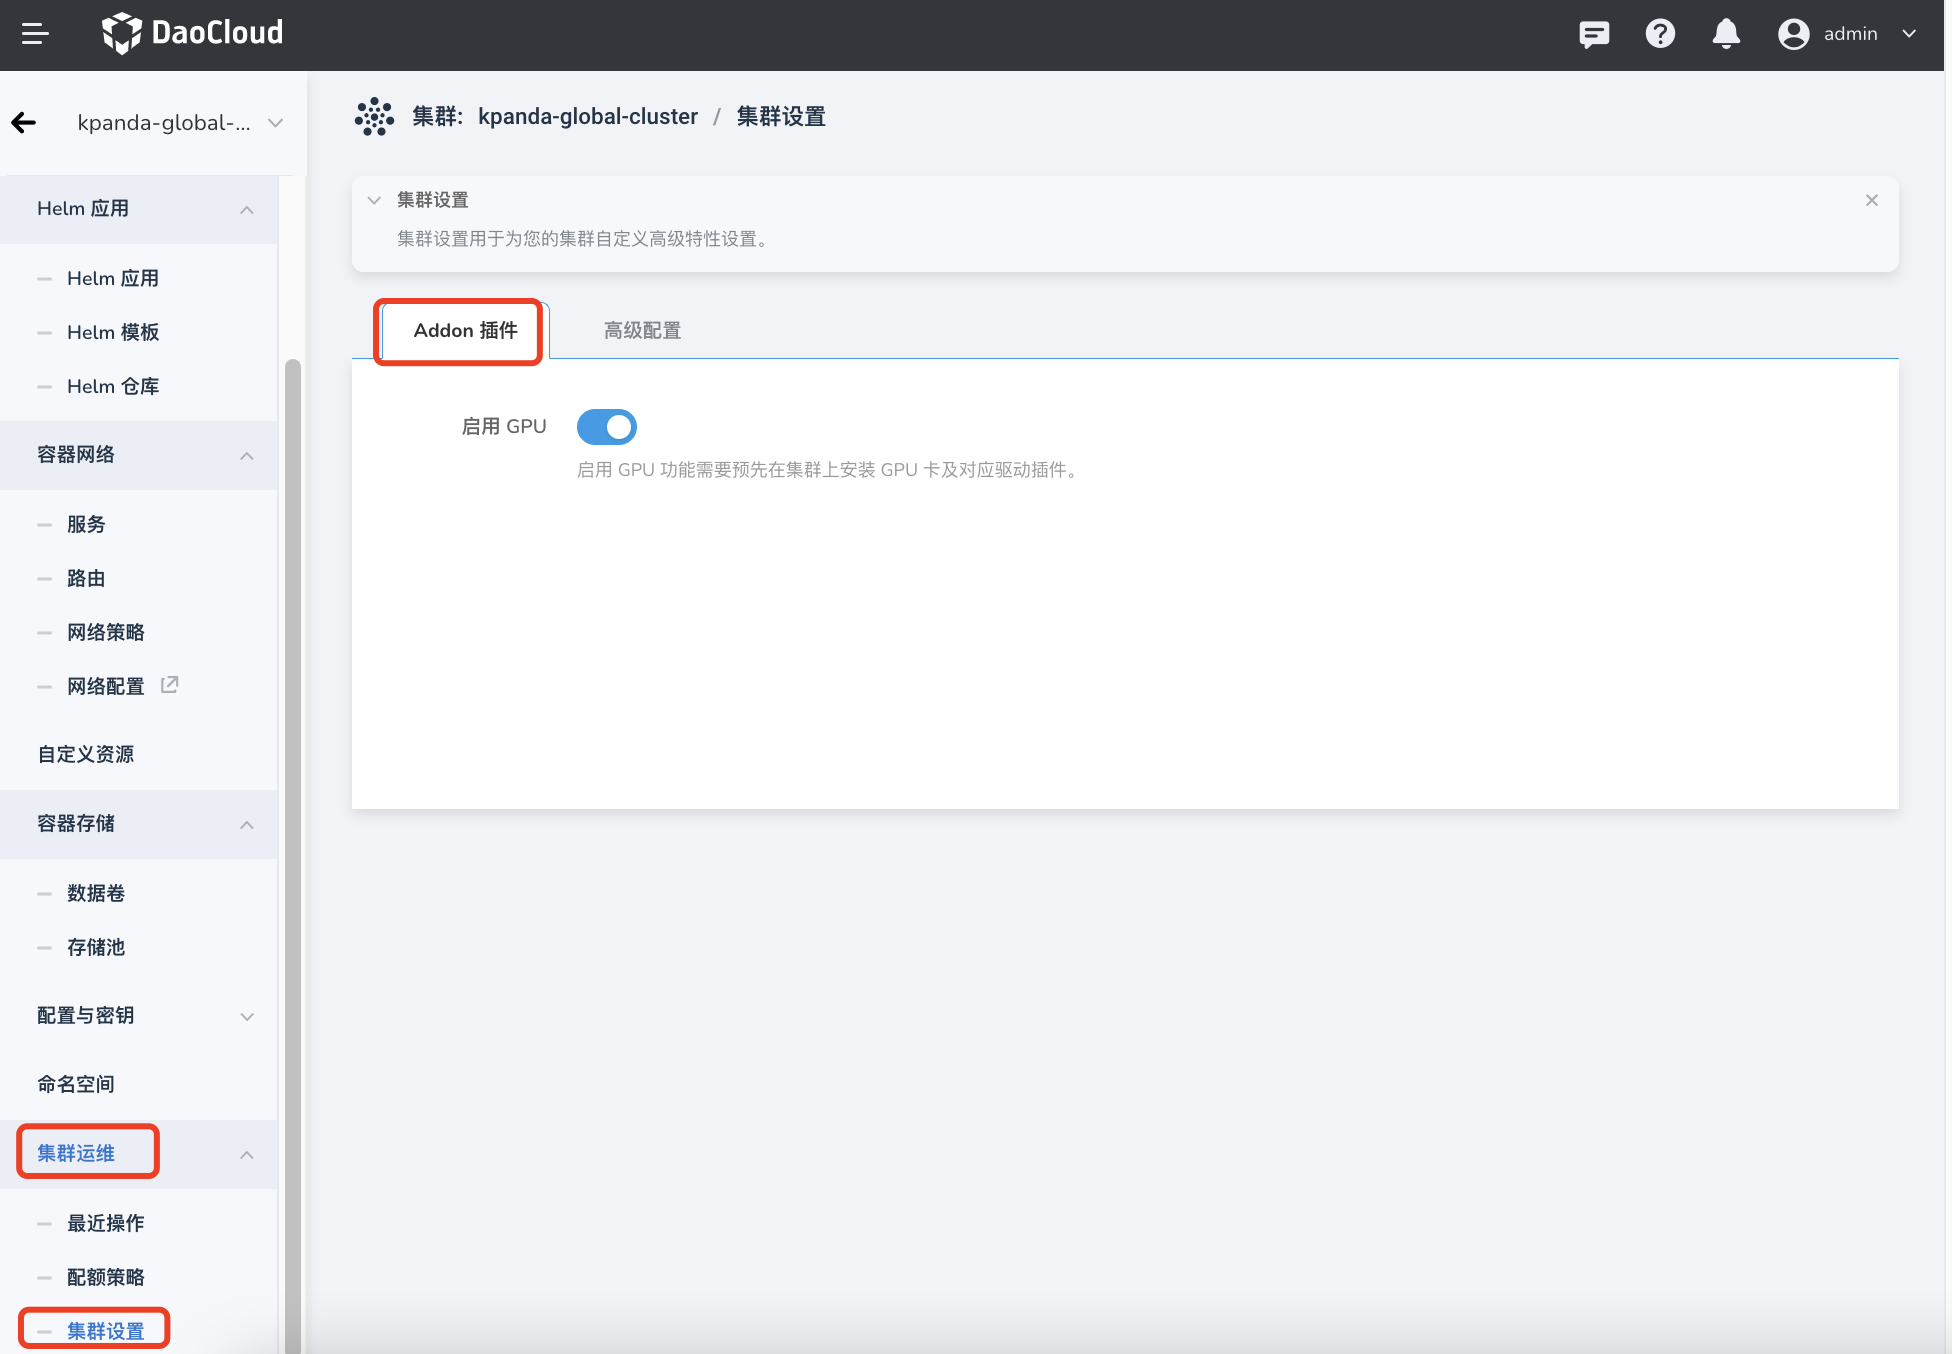 DaoCloud
admin
kpanda-global-...
Helm 应用
Helm 应用
Helm 模板
Helm 仓库
容器网络
服务
路由
网络策略
网络配置
自定义资源
容器存储
数据卷
存储池
配置与密钥
命名空间
集群运维
最近操作
配额策略
集群设置
集群: kpanda-global-cluster / 集群设置
集群设置
集群设置用于为您的集群自定义高级特性设置。
Addon 插件
高级配置
启用 GPU
启用 GPU 功能需要预先在集群上安装 GPU 卡及对应驱动插件。